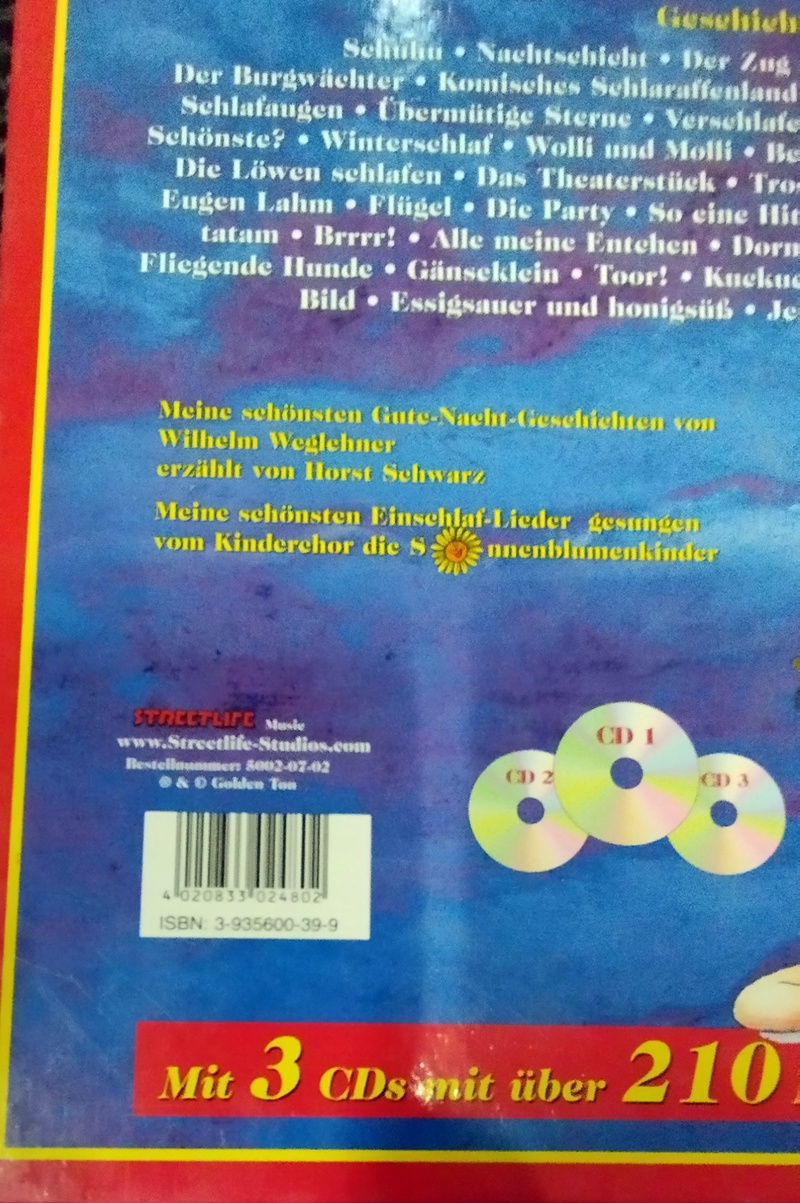 Geschich
Schuhu • Nachtschicht • Der Zug
Der Burgwächter • Komisches Schlaraffenland
Schlafaugen • Übermütige Sterne • Verschlafe
Schönste? • Winterschlaf • Wolli und Molli • Be
Die Löwen schlafen • Das Theaterstück • Tro
Eugen Lahm • Flügel • Die Party • So eine Hit
tatam • Brrrr! • Alle meine Entchen • Dorn
Fliegende Hunde • Gänseklein • Toor! • Kuckuc
Bild • Essigsauer und honigsüß • Je
Meine schönsten Gute-Nacht-Geschichten von
Wilhelm Weglehner
erzählt von Horst Schwarz
Meine schönsten Einschlaf-Lieder gesungen
vom Kinderchor die S nnenblumenkinder
STREETLIFE Music
www.Streetlife-Studios.com
Bestellnummer: 5002-07-02
℗ & © Golden Ton
CD 1
CD 2
CD 3
4 020833 024802
ISBN: 3-935600-39-9
Mit 3 CDs mit über 210